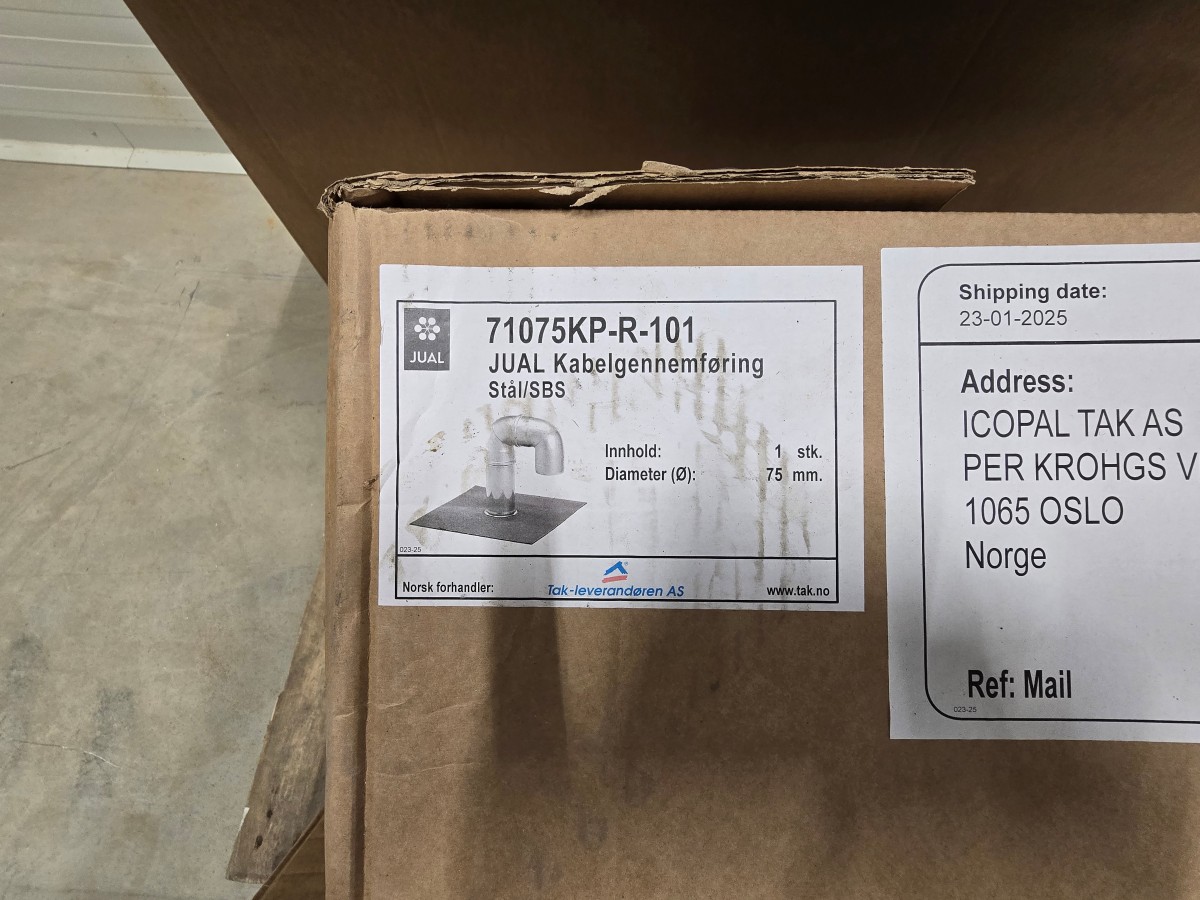 JUAL
71075KP-R-101
JUAL Kabelgennemføring
Stål/SBS
Innhold: 1 stk.
Diameter (Ø): 75 mm.
023-25
Norsk forhandler: Tak-leverandøren AS www.tak.no
Shipping date:
23-01-2025
Address:
ICOPAL TAK AS
PER KROHGS V
1065 OSLO
Norge
Ref: Mail
023-25